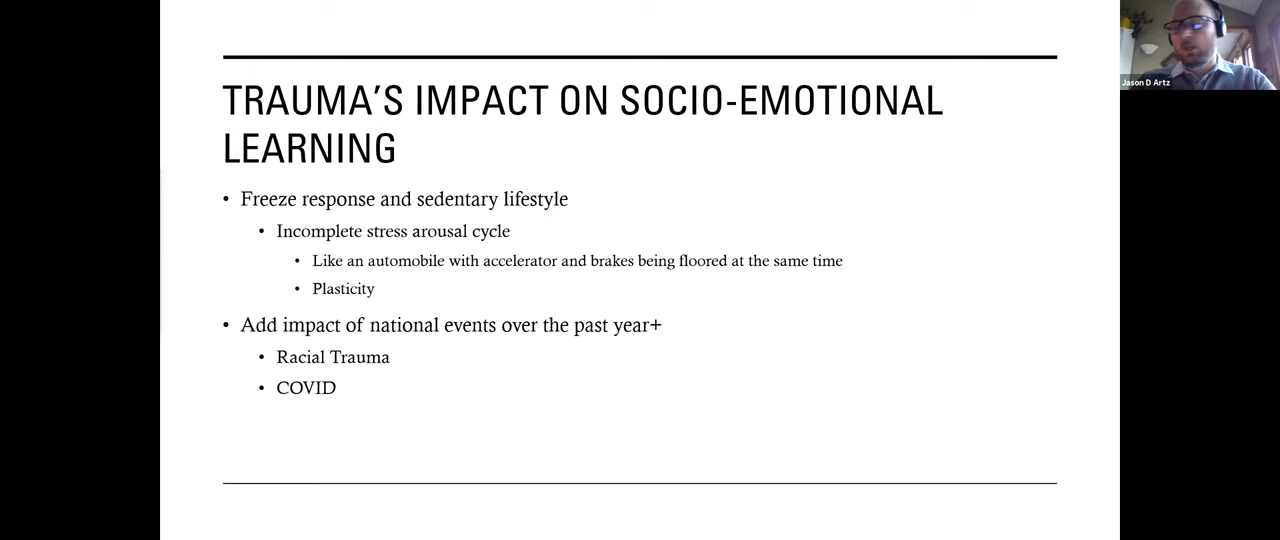 TRAUMA'S IMPACT ON SOCIO-EMOTIONAL
LEARNING
• Freeze response and sedentary lifestyle
• Incomplete stress arousal cycle
• Like an automobile with accelerator and brakes being floored at the same time
• Plasticity
• Add impact of national events over the past year+
• Racial Trauma
• COVID
Jason D Artz